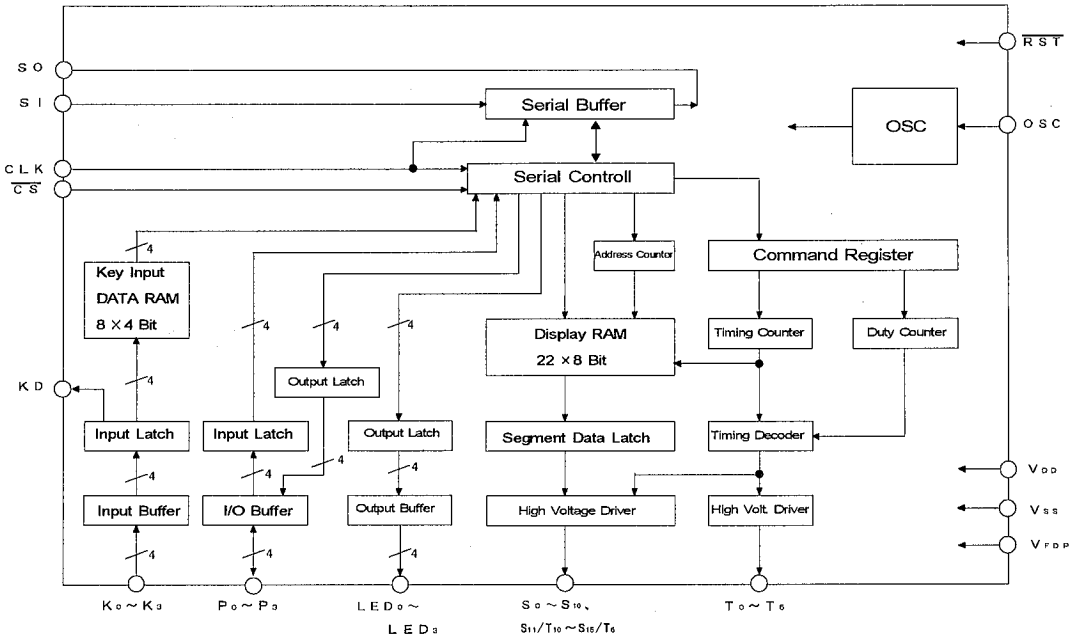 RST
SO
SI
Serial Buffer
OSC
OSC
CLK
Serial Controll
CS
4
Key Input
DATA RAM
8 × 4 Bit
Address Counter
Command Register
4
4
4
Display RAM
22 × 8 Bit
Timing Counter
Duty Counter
KD
4
Output Latch
Input Latch
Input Latch
Output Latch
Segment Data Latch
Timing Decoder
4
4
4
4
VDD
Input Buffer
I/O Buffer
Output Buffer
High Voltage Driver
High Volt. Driver
VSS
VFDP
4
4
4
K0～K3
P0～P3
LED0～
LED3
S0～S10、
S11/T10～S15/T6
T0～T6